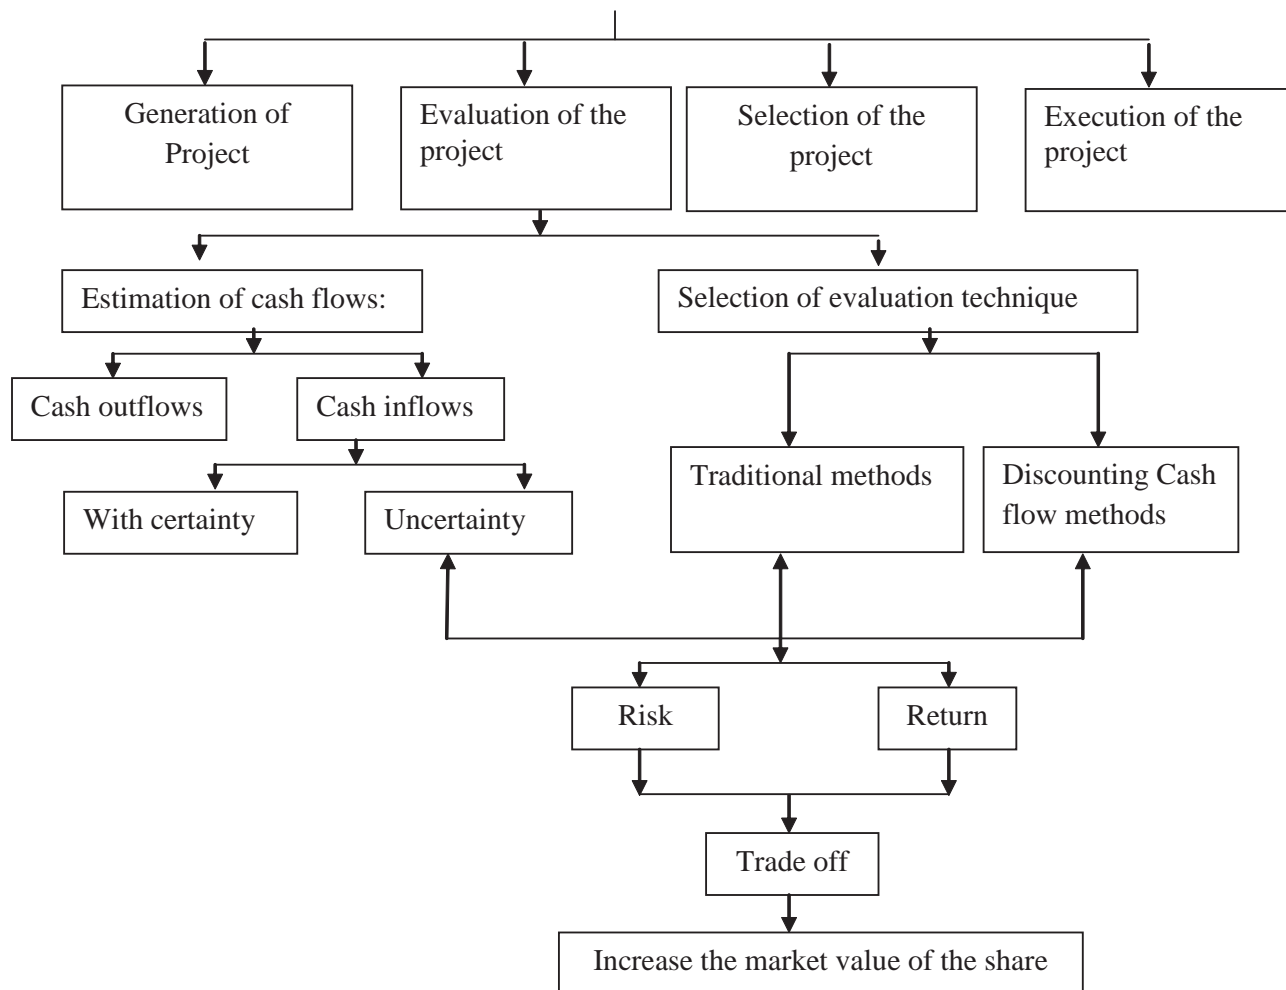 Generation of
Project
Evaluation of the
project
Selection of the
project
Execution of the
project
Estimation of cash flows:
Selection of evaluation technique
Cash outflows
Cash inflows
Traditional methods
Discounting Cash
flow methods
With certainty
Uncertainty
Risk
Return
Trade off
Increase the market value of the share